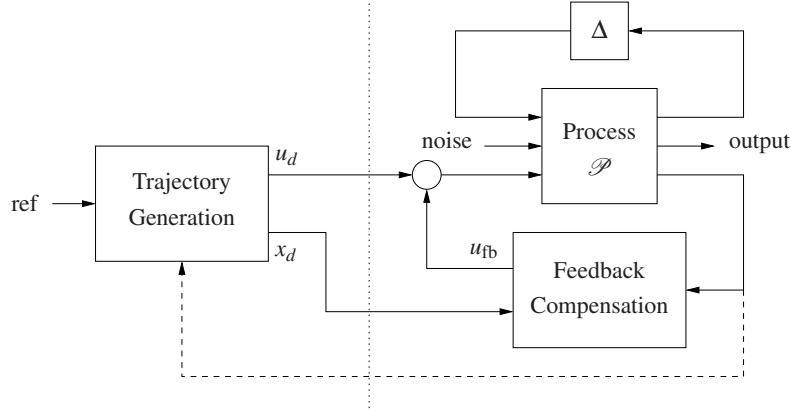 Δ
noise
Process
𝒫
output
u_d
Trajectory
Generation
ref
x_d
u_fb
Feedback
Compensation